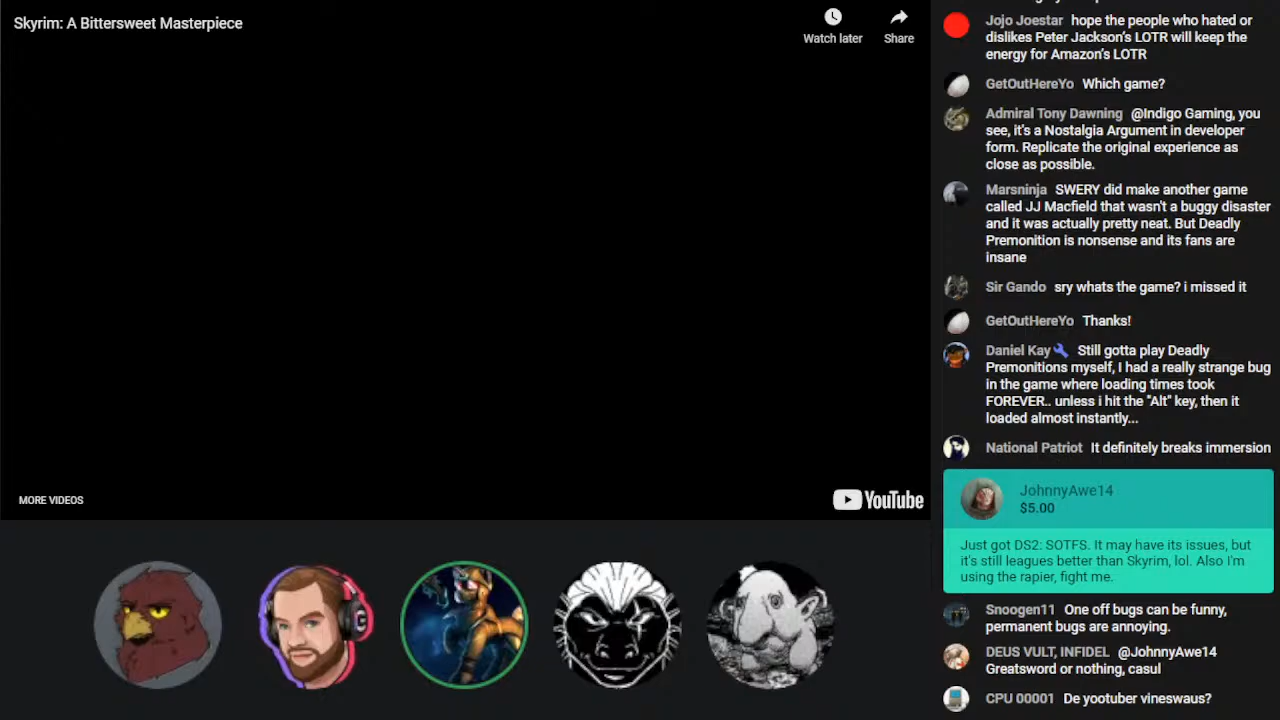 Skyrim: A Bittersweet Masterpiece
Watch later
Share
MORE VIDEOS
YouTube
Jojo Joestar hope the people who hated or
dislikes Peter Jackson's LOTR will keep the
energy for Amazon's LOTR
GetOutHereYo Which game?
Admiral Tony Dawning @Indigo Gaming, you
see, it's a Nostalgia Argument in developer
form. Replicate the original experience as
close as possible.
Marsninja SWERY did make another game
called JJ Macfield that wasn't a buggy disaster
and it was actually pretty neat. But Deadly
Premonition is nonsense and its fans are
insane
Sir Gando sry whats the game? i missed it
GetOutHereYo Thanks!
Daniel Kay Still gotta play Deadly
Premonitions myself, I had a really strange bug
in the game where loading times took
FOREVER.. unless i hit the "Alt" key, then it
loaded almost instantly...
National Patriot It definitely breaks immersion
JohnnyAwe14
$5.00
Just got DS2: SOTFS. It may have its issues, but
it's still leagues better than Skyrim, lol. Also I'm
using the rapier, fight me.
Snoogen11 One off bugs can be funny,
permanent bugs are annoying.
DEUS VULT, INFIDEL @JohnnyAwe14
Greatsword or nothing, casul
CPU 00001 De yootuber vineswaus?